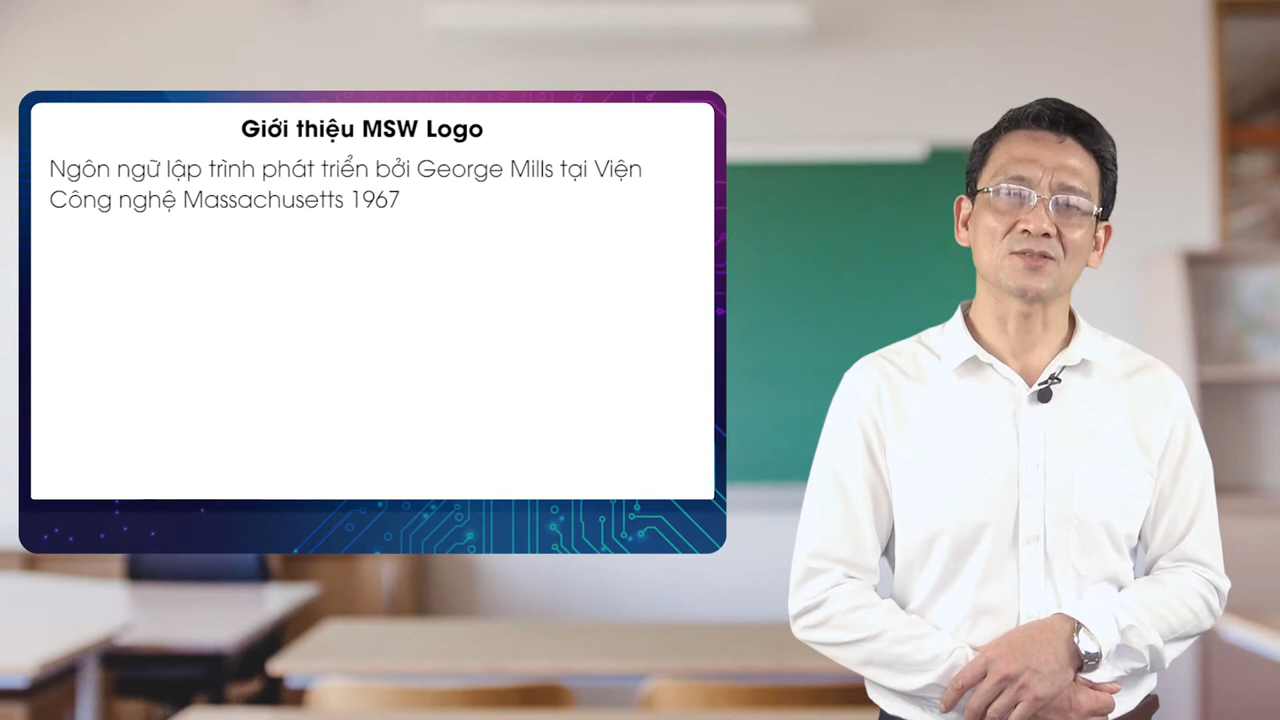 Giới thiệu MSW Logo
Ngôn ngữ lập trình phát triển bởi George Mills tại Viện
Công nghệ Massachusetts 1967